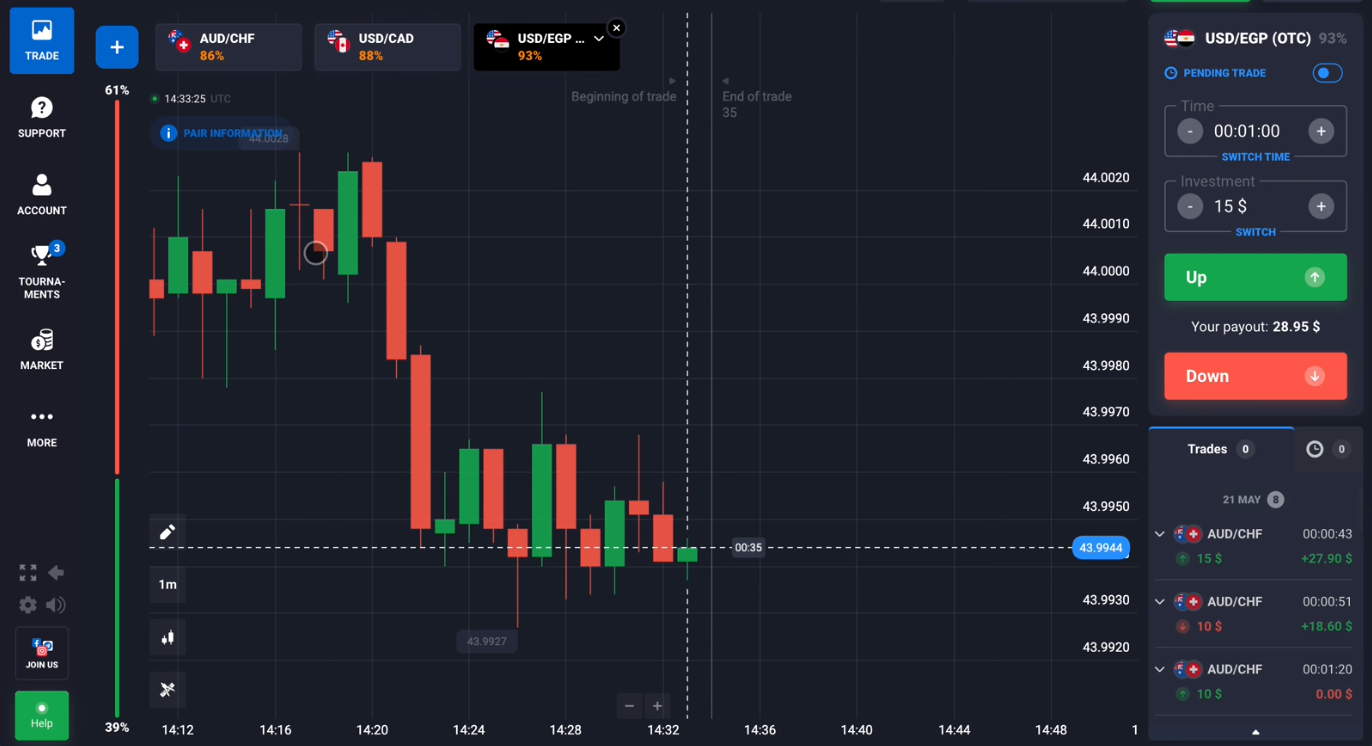 TRADE
SUPPORT
ACCOUNT
3
TOURNA-
MENTS
MARKET
MORE
JOIN US
Help
+
AUD/CHF
86%
USD/CAD
88%
USD/EGP ...
93%
61%
39%
14:33:25 UTC
PAIR INFORMATION
44.0028
Beginning of trade
End of trade
35
44.0020
44.0010
44.0000
43.9990
43.9980
43.9970
43.9960
43.9950
43.9944
43.9930
43.9920
00:35
43.9927
1m
14:12
14:16
14:20
14:24
14:28
14:32
14:36
14:40
14:44
14:48
1
USD/EGP (OTC) 93%
PENDING TRADE
Time
- 00:01:00 +
SWITCH TIME
Investment
- 15 $ +
SWITCH
Up
Your payout: 28.95 $
Down
Trades 0
0
21 MAY 8
AUD/CHF 00:00:43
15 $ +27.90 $
AUD/CHF 00:00:51
10 $ +18.60 $
AUD/CHF 00:01:20
10 $ 0.00 $